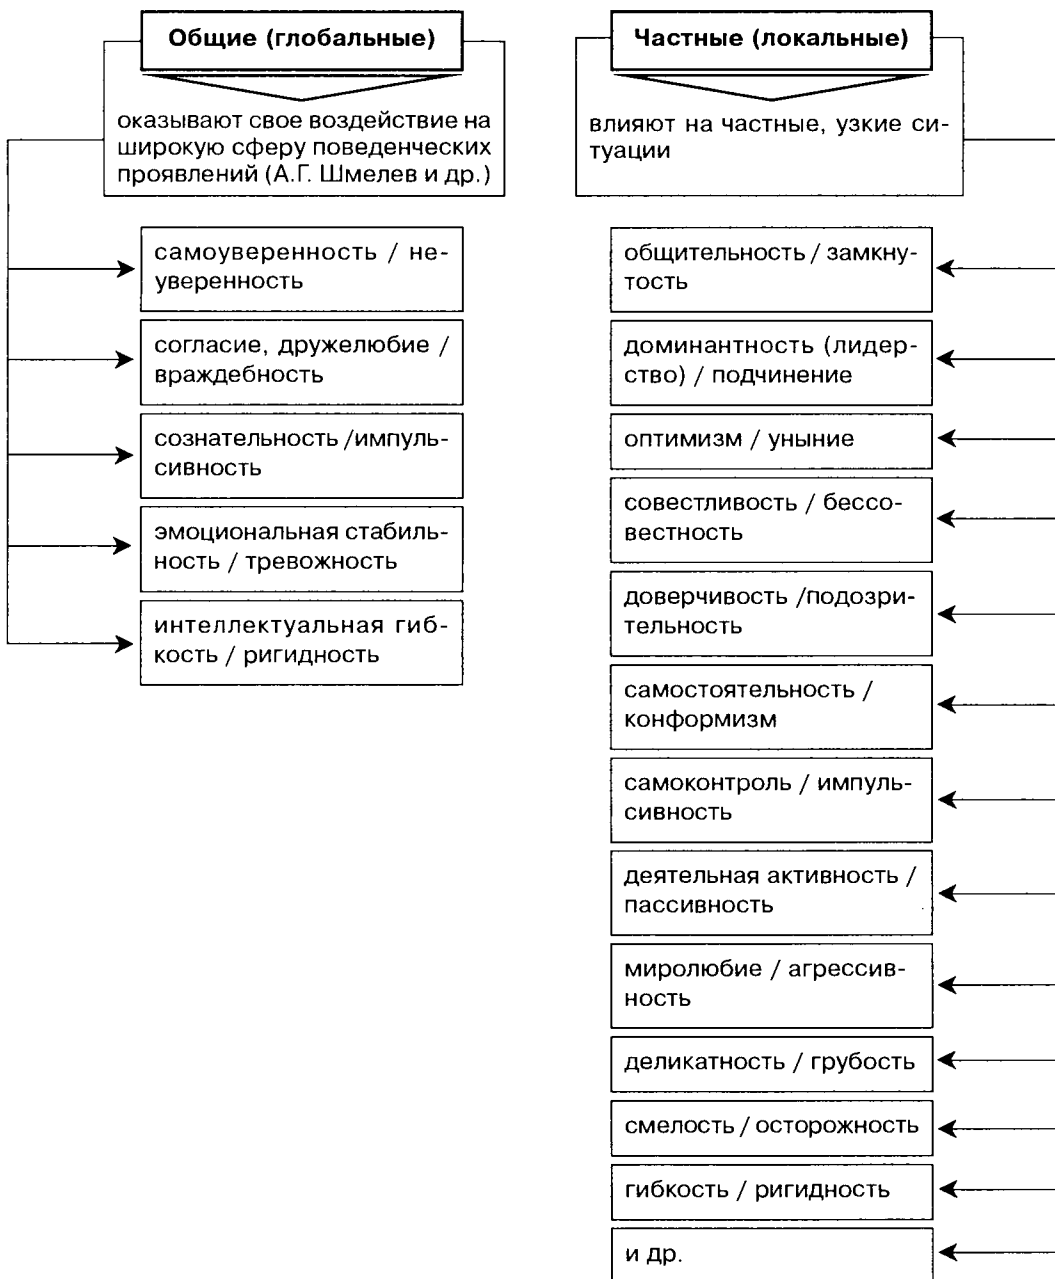 Общие (глобальные)
оказывают свое воздействие на
широкую сферу поведенческих
проявлений (А.Г. Шмелев и др.)
самоуверенность / не-
уверенность
согласие, дружелюбие /
враждебность
сознательность /импуль-
сивность
эмоциональная стабиль-
ность / тревожность
интеллектуальная гиб-
кость / ригидность
Частные (локальные)
влияют на частные, узкие си-
туации
общительность / замкну-
тость
доминантность (лидер-
ство) / подчинение
оптимизм / уныние
совестливость / бессо-
вестность
доверчивость /подозри-
тельность
самостоятельность /
конформизм
самоконтроль / импуль-
сивность
деятельная активность /
пассивность
миролюбие / агрессив-
ность
деликатность / грубость
смелость / осторожность
гибкость / ригидность
и др.